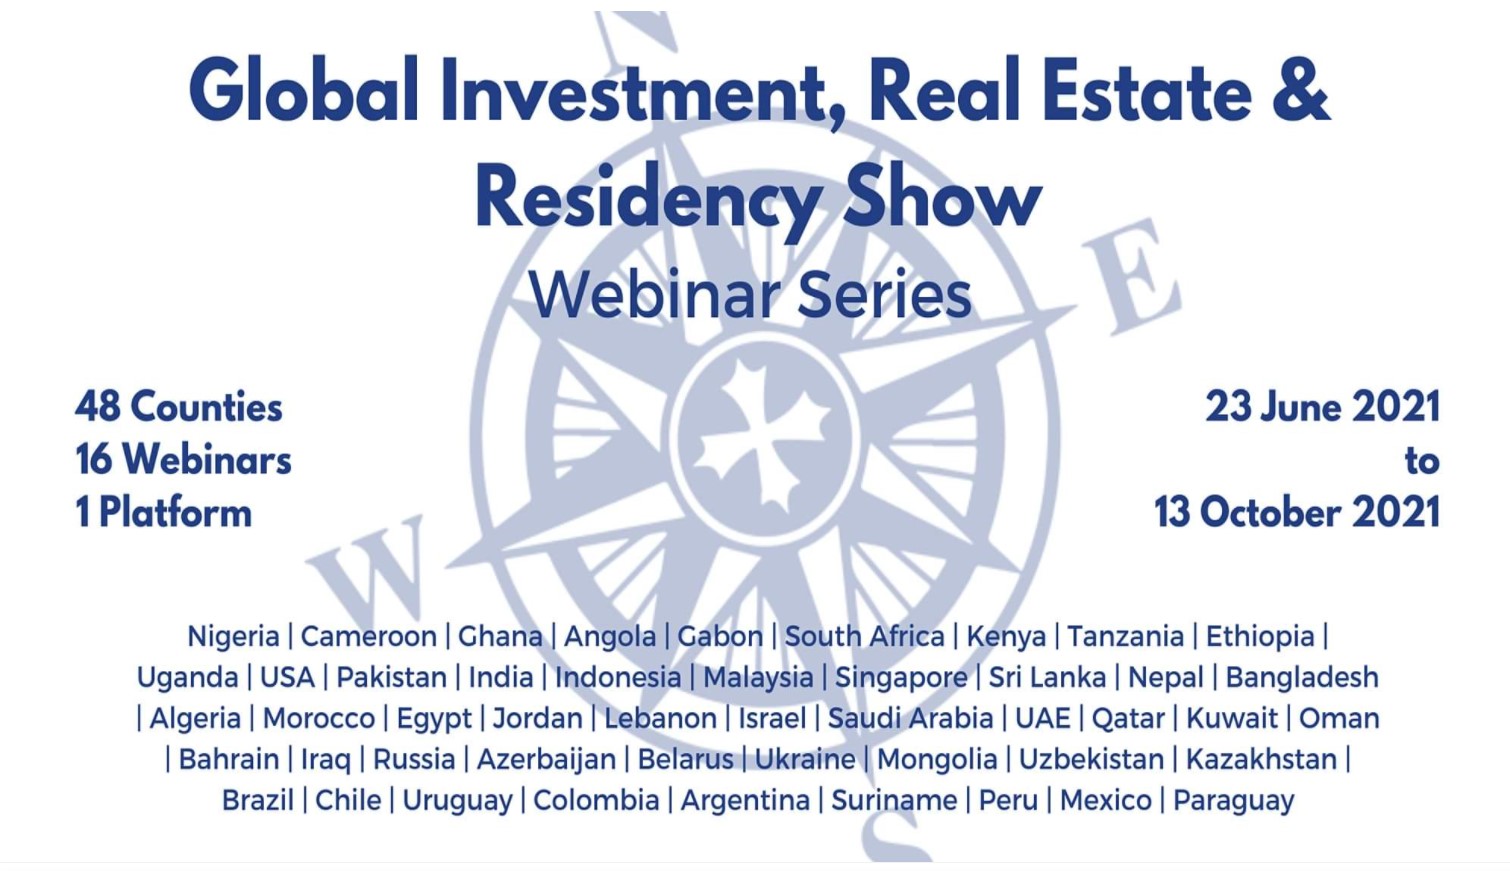 N
Global Investment, Real Estate &
Residency Show
Webinar Series
E
48 Counties
16 Webinars
1 Platform
23 June 2021
to
13 October 2021
W
Nigeria | Cameroon | Ghana | Angola | Gabon | South Africa | Kenya | Tanzania | Ethiopia |
Uganda | USA | Pakistan | India | Indonesia | Malaysia | Singapore | Sri Lanka | Nepal | Bangladesh
| Algeria | Morocco | Egypt | Jordan | Lebanon | Israel | Saudi Arabia | UAE | Qatar | Kuwait | Oman
| Bahrain | Iraq | Russia | Azerbaijan | Belarus | Ukraine | Mongolia | Uzbekistan | Kazakhstan |
Brazil | Chile | Uruguay | Colombia | Argentina | Suriname | Peru | Mexico | Paraguay
S